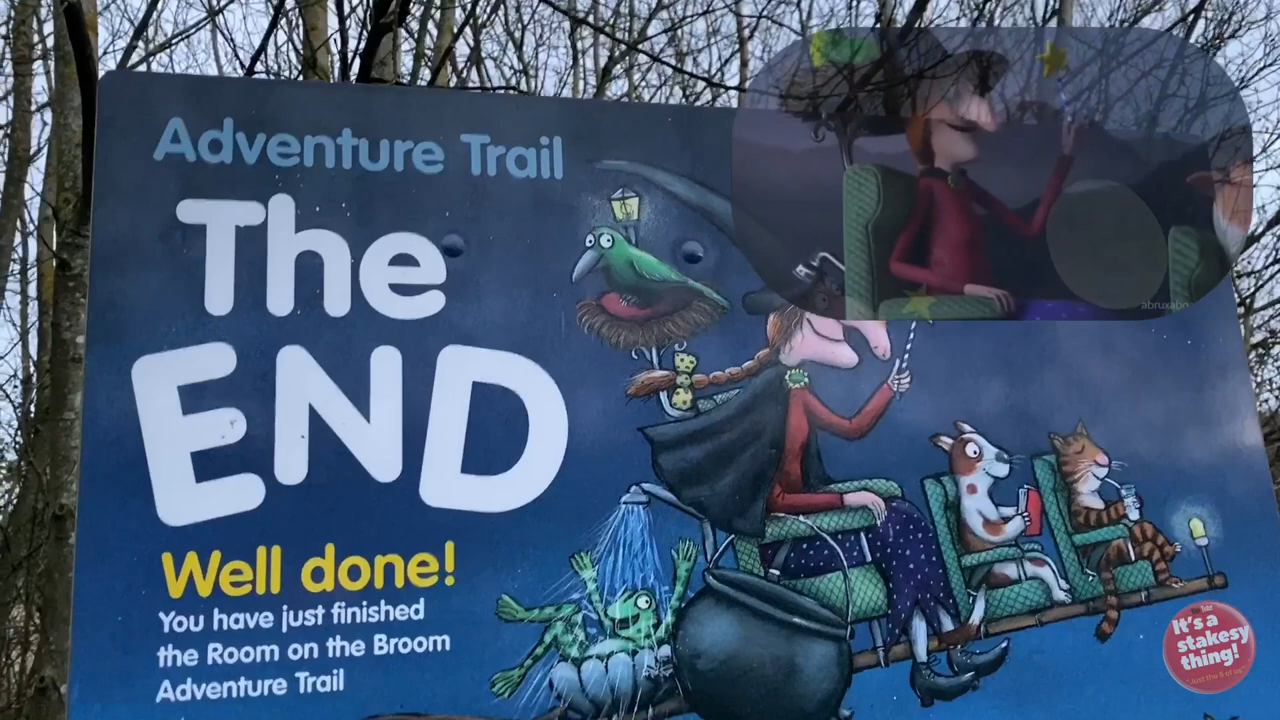 Adventure Trail
The
END
Well done!
You have just finished
the Room on the Broom
Adventure Trail
abruxabo
It's a
stakesy
thing!